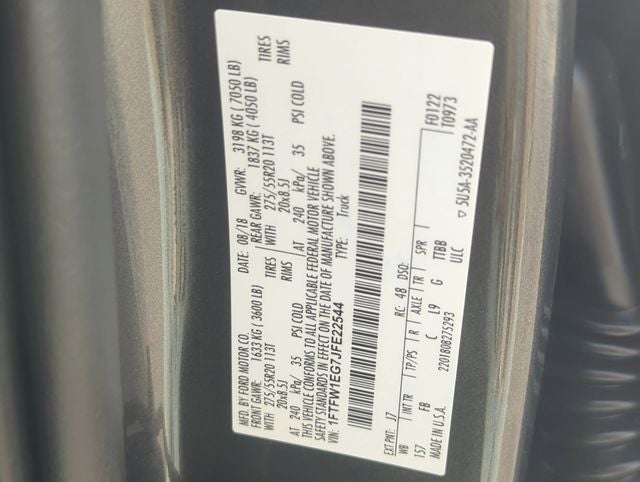 MFD. BY FORD MOTOR CO.
DATE: 08/18 GVWR: 3198 KG ( 7050 LB)
FRONT GAWR: 1633 KG ( 3600 LB) REAR GAWR: 1837 KG ( 4050 LB)
WITH 275/55R20 113T TIRES WITH 275/55R20 113T TIRES
20x8.5J RIMS 20x8.5J RIMS
AT 240 kPa/ 35 PSI COLD AT 240 kPa/ 35 PSI COLD
THIS VEHICLE CONFORMS TO ALL APPLICABLE FEDERAL MOTOR VEHICLE
SAFETY STANDARDS IN EFFECT ON THE DATE OF MANUFACTURE SHOWN ABOVE.
VIN: 1FTFW1EG7JFE22544 TYPE: Truck
F0122
T0973
EXT PNT: J7 RC: 48 DSO:
WB INT TR TP/PS R AXLE TR SPR
157 FB C L9 G TTBB
ULC
MADE IN U.S.A. 2201808275293
5U5A-3520472-AA